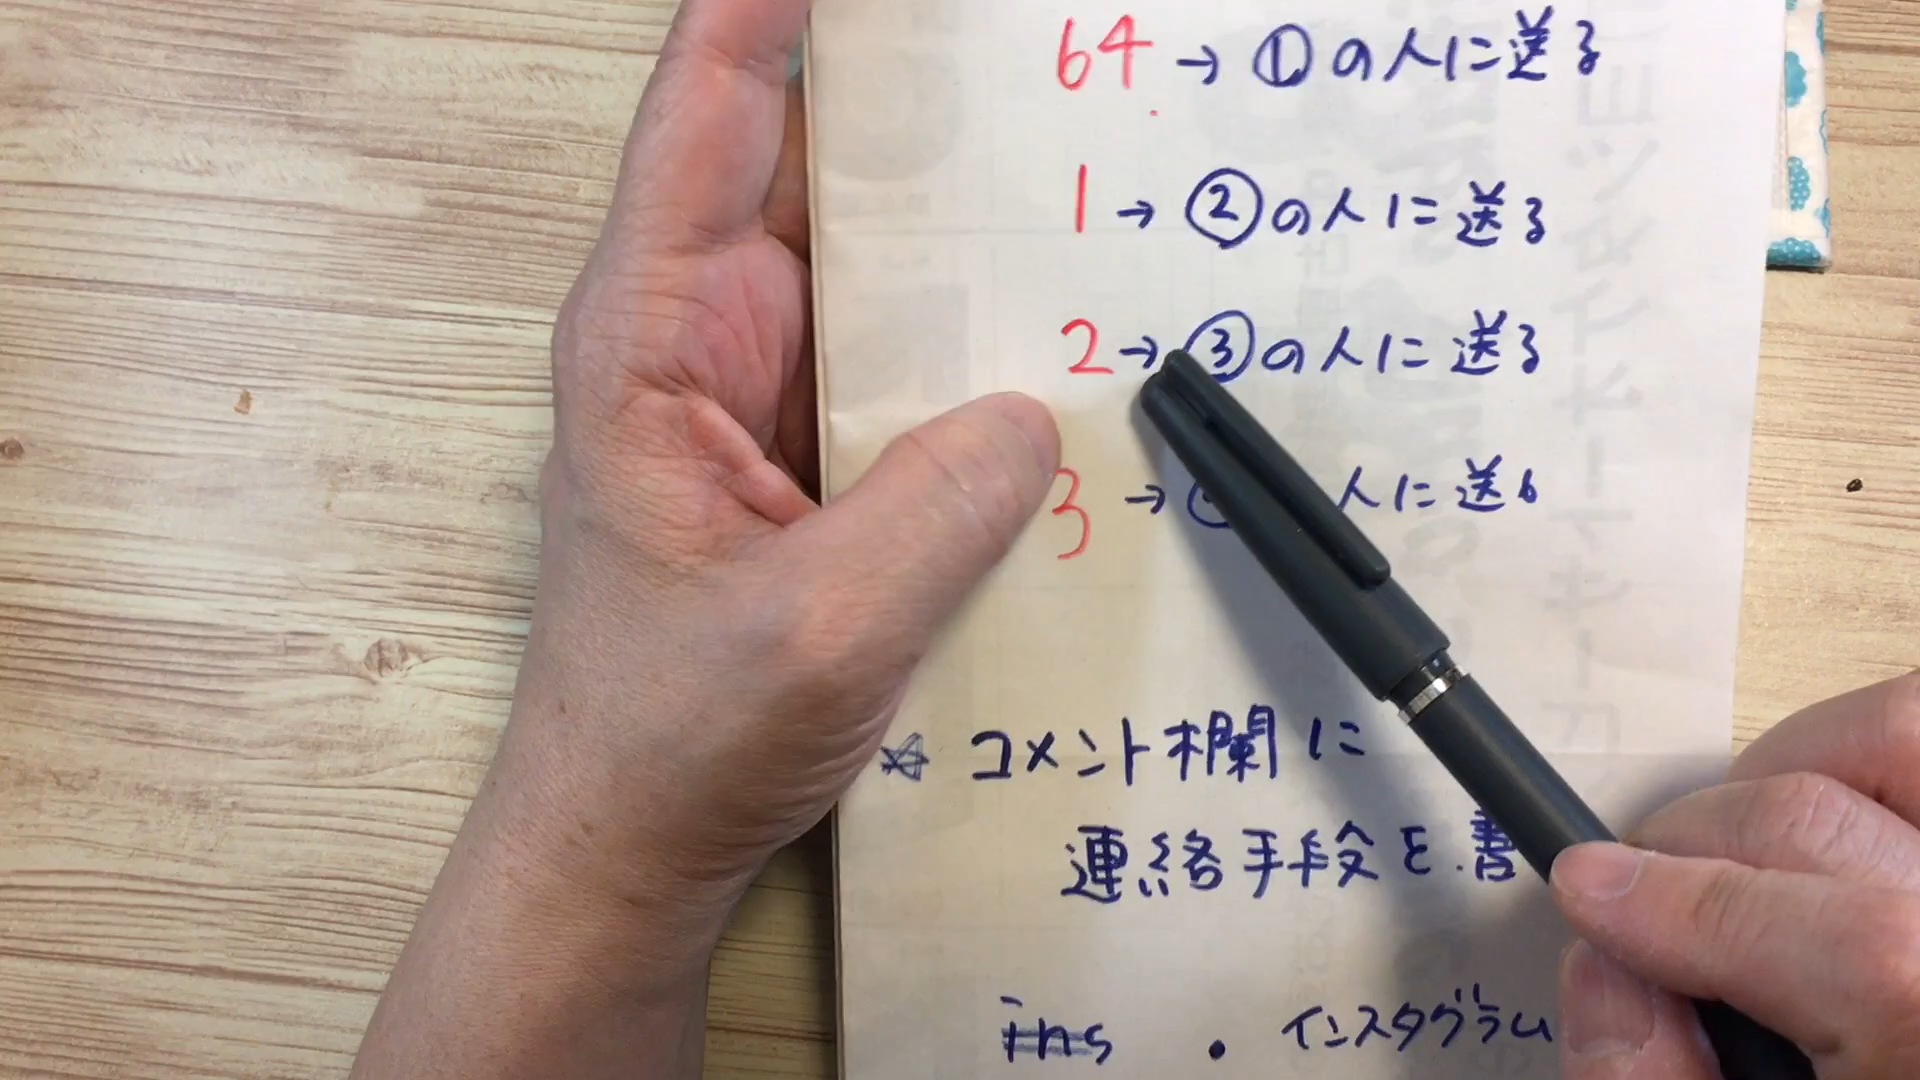 64 → ①の人に送る
1 → ②の人に送る
2 → ③の人に送る
3 → 人に送る
☆ コメント欄に
連絡手段を書
ins ・ インスタグラム